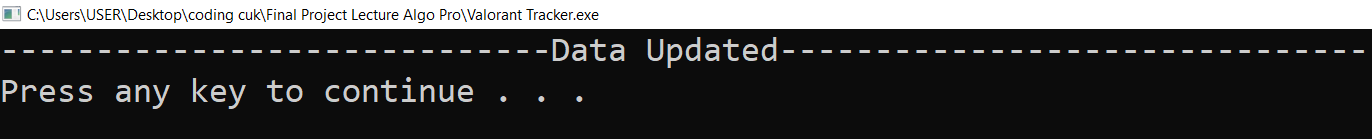 C:\Users\USER\Desktop\coding cuk\Final Project Lecture Algo Pro\Valorant Tracker.exe
-----------------------------Data Updated-------------------------------
Press any key to continue . . .